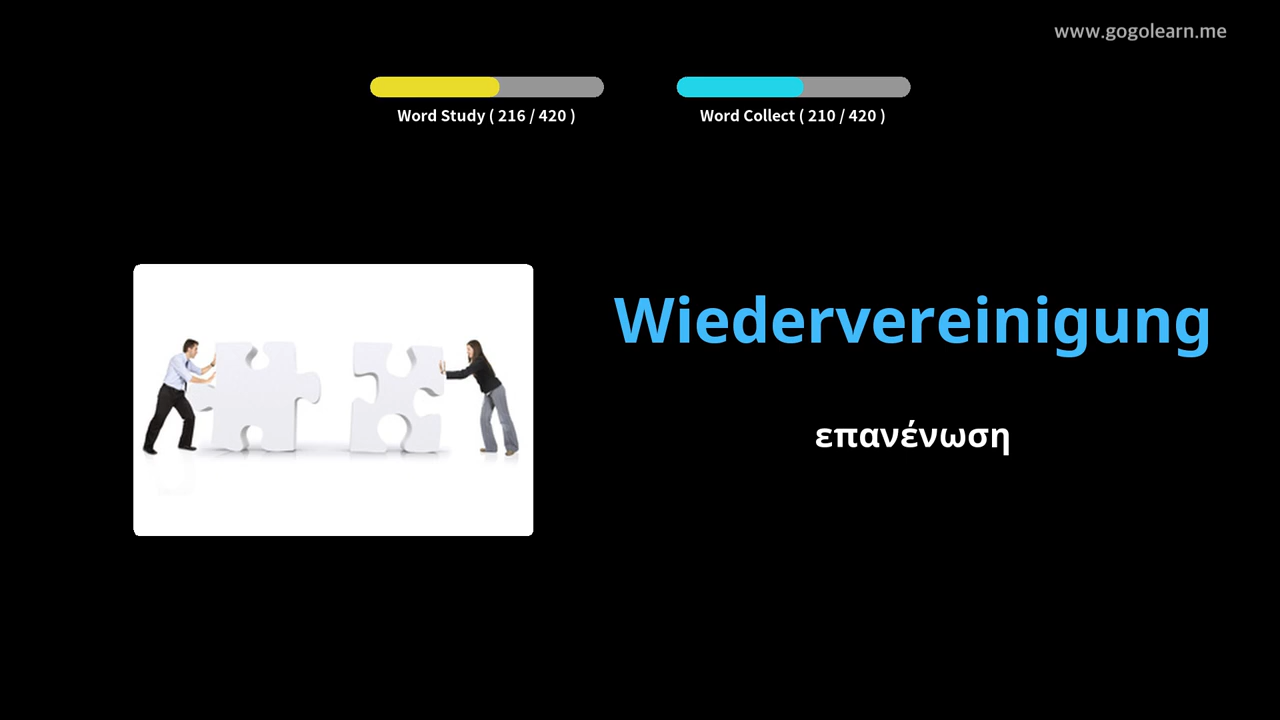 www.gogolearn.me
Word Study ( 216 / 420 )
Word Collect ( 210 / 420 )
Wiedervereinigung
επανένωση